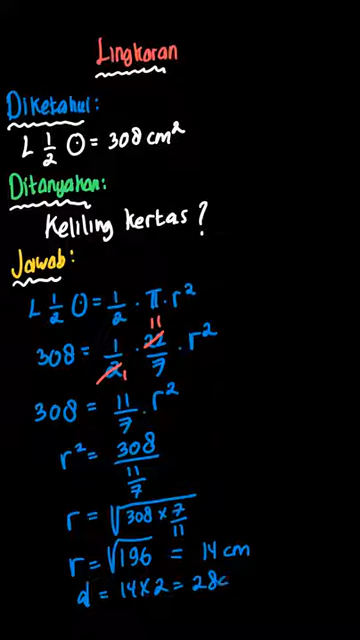 Lingkaran
Diketahui:
L 1/2 O = 308 cm²
Ditanyakan:
Keliling kertas?
Jawab:
L 1/2 O = 1/2 . π . r²
308 = 1/2 1 . 22/7 11 . r²
308 = 11/7 . r²
r² = 308 / 11/7
r = √308 × 7/11
r = √196 = 14 cm
d = 14 × 2 = 28c